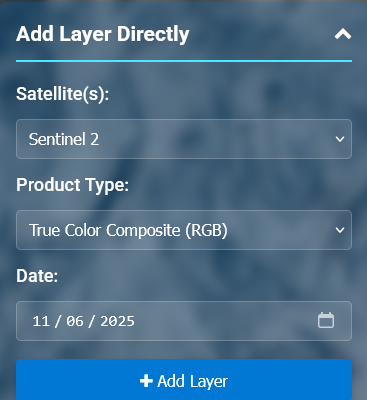 Add Layer Directly
Satellite(s):
Sentinel 2
Product Type:
True Color Composite (RGB)
Date:
11 / 06 / 2025
+ Add Layer